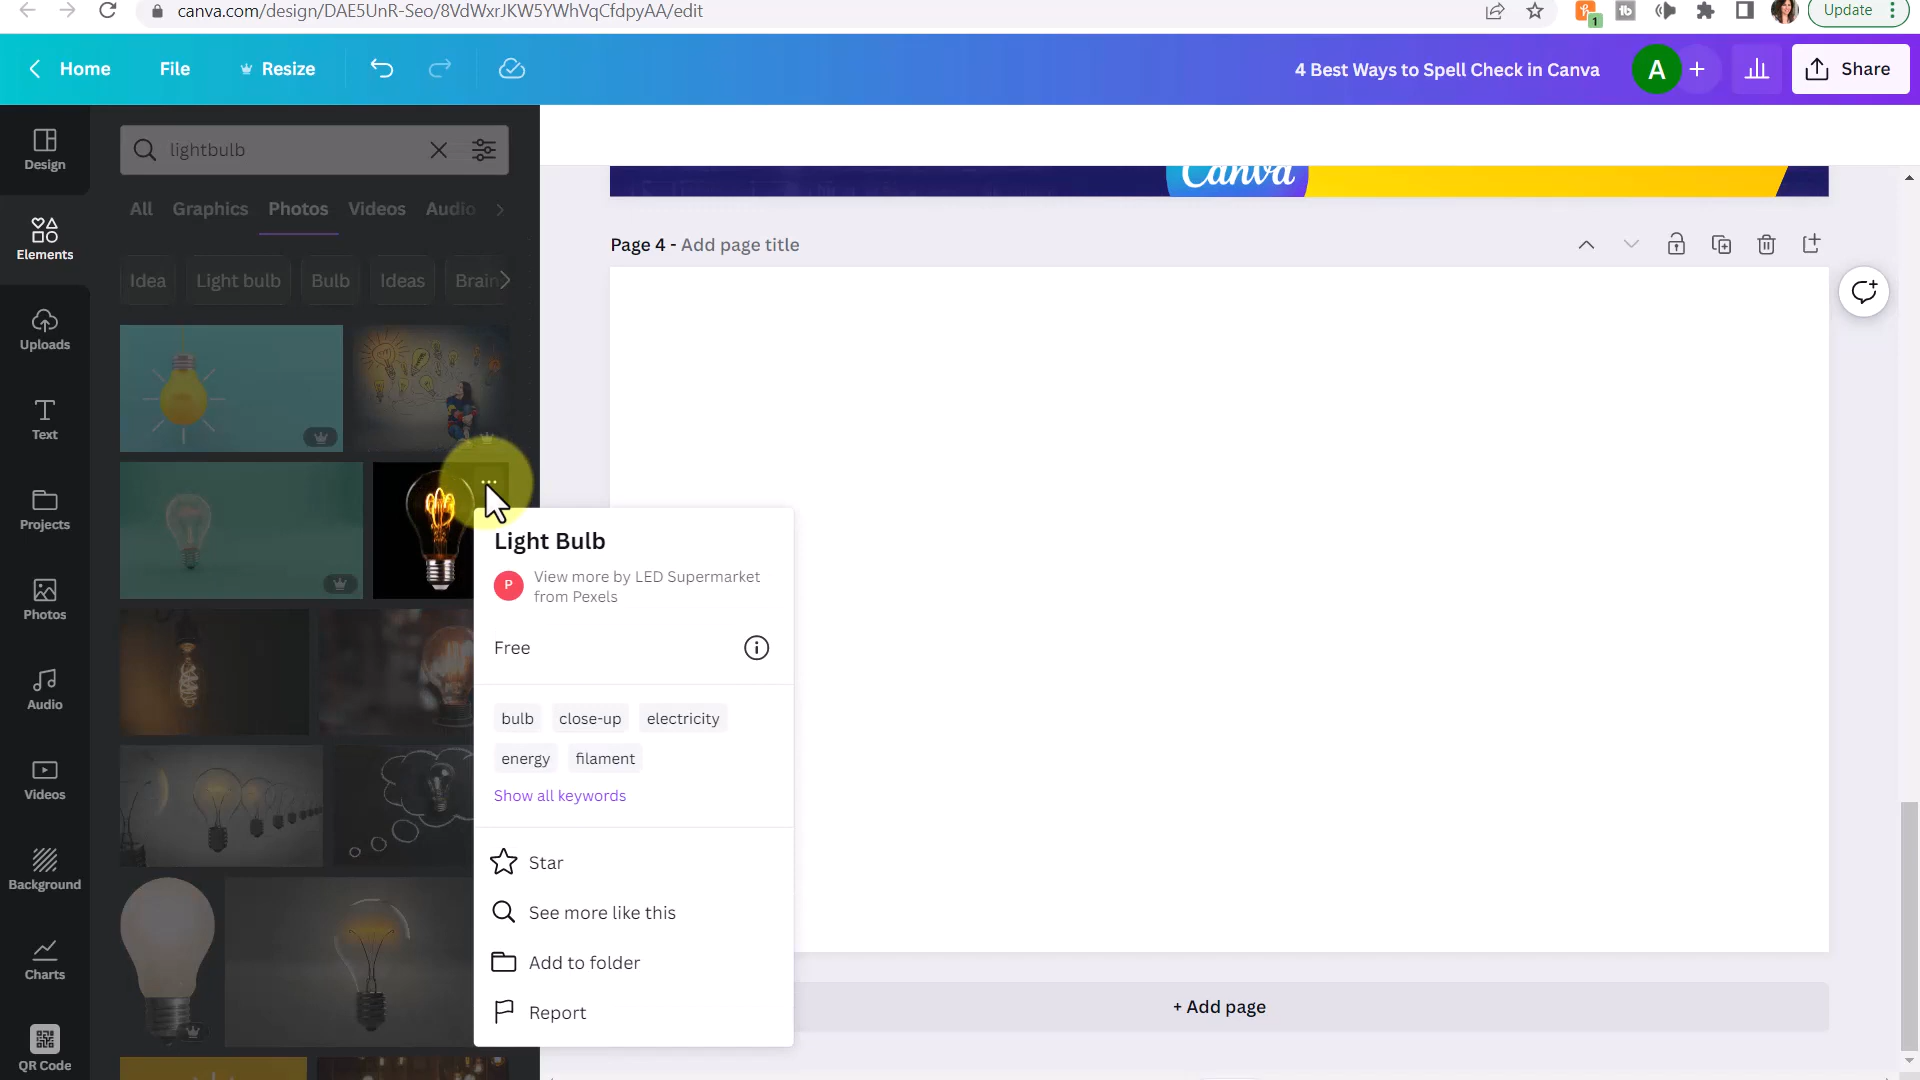 canva.com/design/DAE5UnR-Seo/8VdWxrJKW5YWhVqCfdpyAA/edit
1
Update
Home
File
Resize
4 Best Ways to Spell Check in Canva
A
Share
Design
Elements
Uploads
Text
Projects
Photos
Audio
Videos
Background
Charts
QR Code
lightbulb
All
Graphics
Photos
Videos
Audio
Idea
Light bulb
Bulb
Ideas
Brain
Light Bulb
P
View more by LED Supermarket
from Pexels
Free
bulb
close-up
electricity
energy
filament
Show all keywords
Star
See more like this
Add to folder
Report
Canva
Page 4 - Add page title
+ Add page